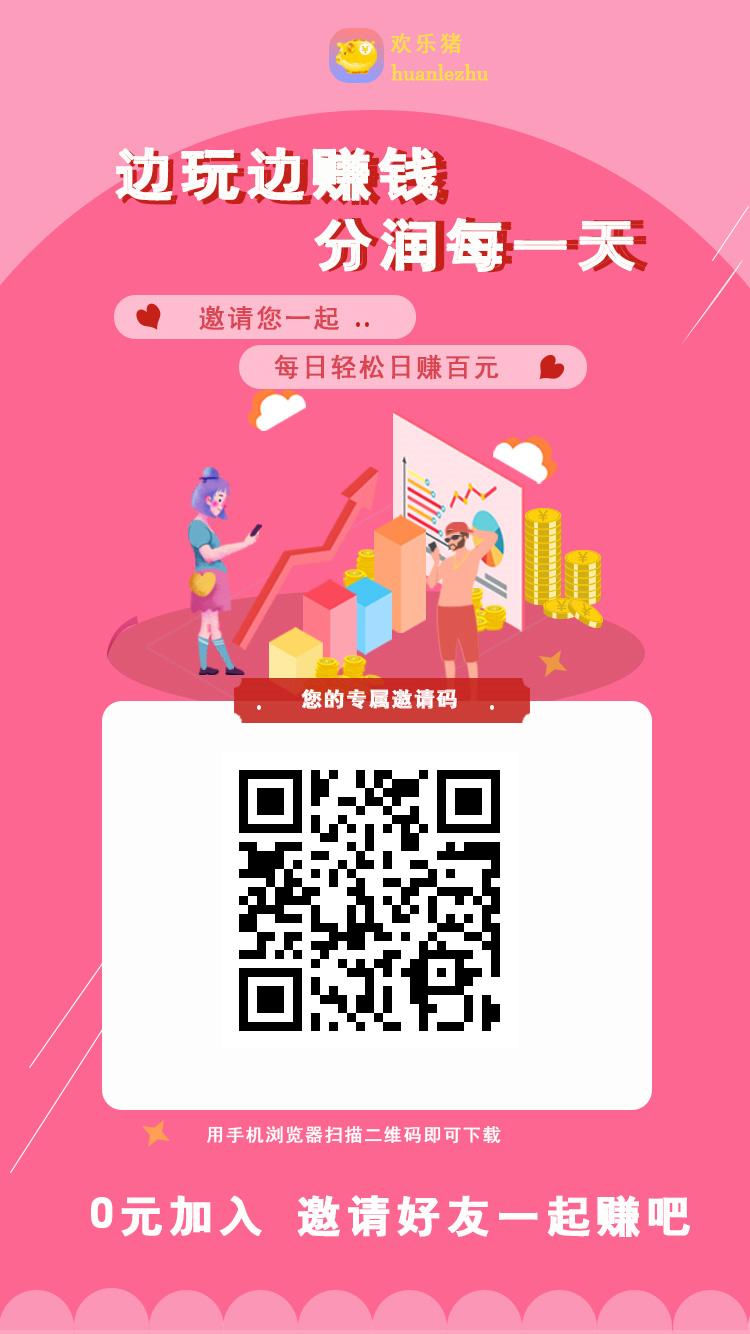 欢乐猪
huanlezhu
边玩边赚钱
分润每一天
邀请您一起 ..
每日轻松日赚百元
您的专属邀请码
用手机浏览器扫描二维码即可下载
0元加入 邀请好友一起赚吧